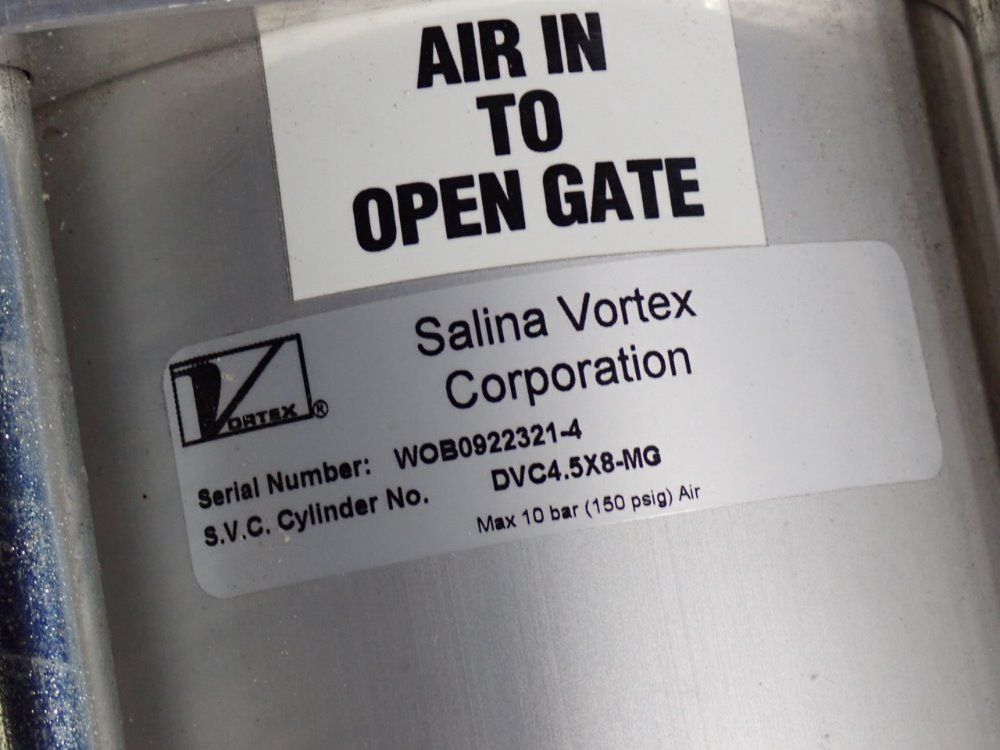 AIR IN
TO
OPEN GATE
Salina Vortex
Corporation
VORTEX®
Serial Number: WOB0922321-4
S.V.C. Cylinder No. DVC4.5X8-MG
Max 10 bar (150 psig) Air